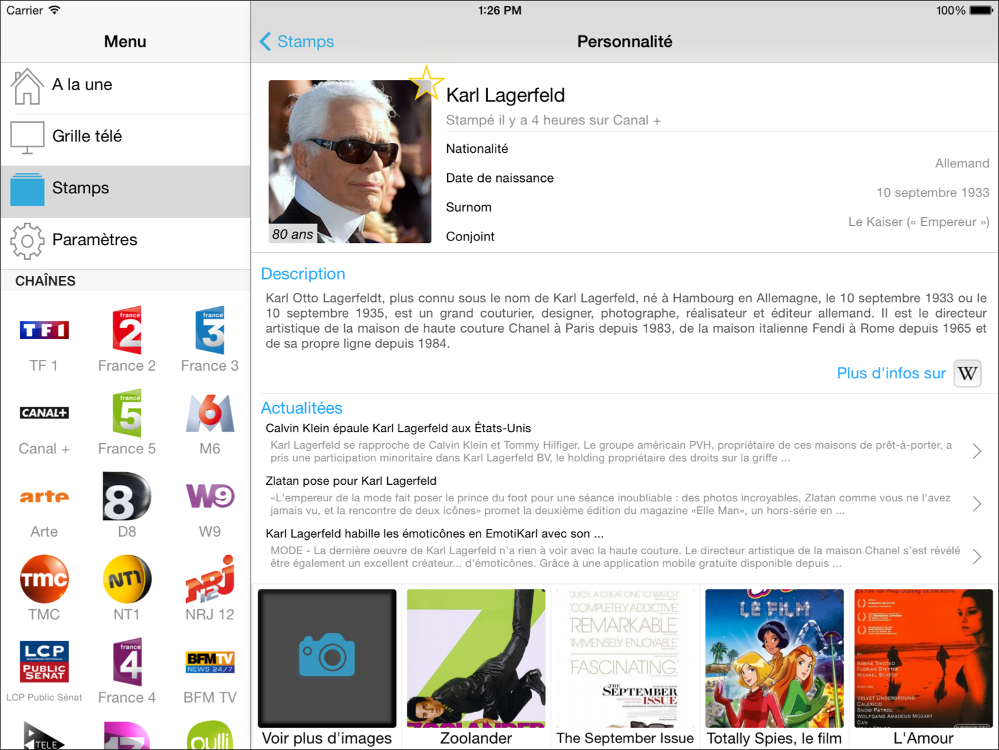 Carrier
1:26 PM
100%
Menu
Stamps
Personnalité
A la une
Grille télé
Stamps
Paramètres
CHAÎNES
TF1
TF 1
france
2
France 2
france
3
France 3
CANAL+
Canal +
france
5
France 5
M6
M6
arte
Arte
D8
D8
W9
W9
TMC
TMC
NT1
NT1
NRJ
12
NRJ 12
LCP
ASSEMBLÉE NATIONALE
PUBLIC
SENAT
LCP Public Sénat
france
4
France 4
BFMTV
NEWS 24/7
BFM TV
TELE
17
Gulli
80 ans
Karl Lagerfeld
Stampé il y a 4 heures sur Canal +
Nationalité
Allemand
Date de naissance
10 septembre 1933
Surnom
Le Kaiser (« Empereur »)
Conjoint
Description
Karl Otto Lagerfeldt, plus connu sous le nom de Karl Lagerfeld, né à Hambourg en Allemagne, le 10 septembre 1933 ou le
10 septembre 1935, est un grand couturier, designer, photographe, réalisateur et éditeur allemand. Il est le directeur
artistique de la maison de haute couture Chanel à Paris depuis 1983, de la maison italienne Fendi à Rome depuis 1965 et
de sa propre ligne depuis 1984.
Plus d'infos sur
W
Actualitées
Calvin Klein épaule Karl Lagerfeld aux États-Unis
Karl Lagerfeld se rapproche de Calvin Klein et Tommy Hilfiger. Le groupe américain PVH, propriétaire de ces maisons de prêt-à-porter, a
pris une participation minoritaire dans Karl Lagerfeld BV, le holding propriétaire des droits sur la griffe ...
Zlatan pose pour Karl Lagerfeld
«L'empereur de la mode fait poser le prince du foot pour une séance inoubliable : des photos incroyables, Zlatan comme vous ne l'avez
jamais vu, et la rencontre de deux icônes» promet la deuxième édition du magazine «Elle Man», un hors-série en ...
Karl Lagerfeld habille les émoticônes en EmotiKarl avec son ...
MODE - La dernière oeuvre de Karl Lagerfeld n'a rien à voir avec la haute couture. Le directeur artistique de la maison Chanel s'est révélé
être également un excellent créateur... d'émoticônes. Grâce à une application mobile gratuite disponible depuis ...
Voir plus d'images
ZOOLANDER
Zoolander
"JUICY. A GREAT ONE TO WATCH"
"COMPLETELY ADDICTIVE"
"REMARKABLE"
"IMMENSELY ENJOYABLE"
"FASCINATING."
THE
SEPTEMBER
ISSUE
The September Issue
LE FILM
Totally Spies, le film
Ein Film von Philip Gröning
SABINE TIMOTEO
FLORIAN STETTER
MICHAEL SCHECH
MUSIK VON
VELVET UNDERGROUND
CALEXICO
SNOW PATROL
WOLFGANG AMADEUS MOZART
CAN
L'Amour